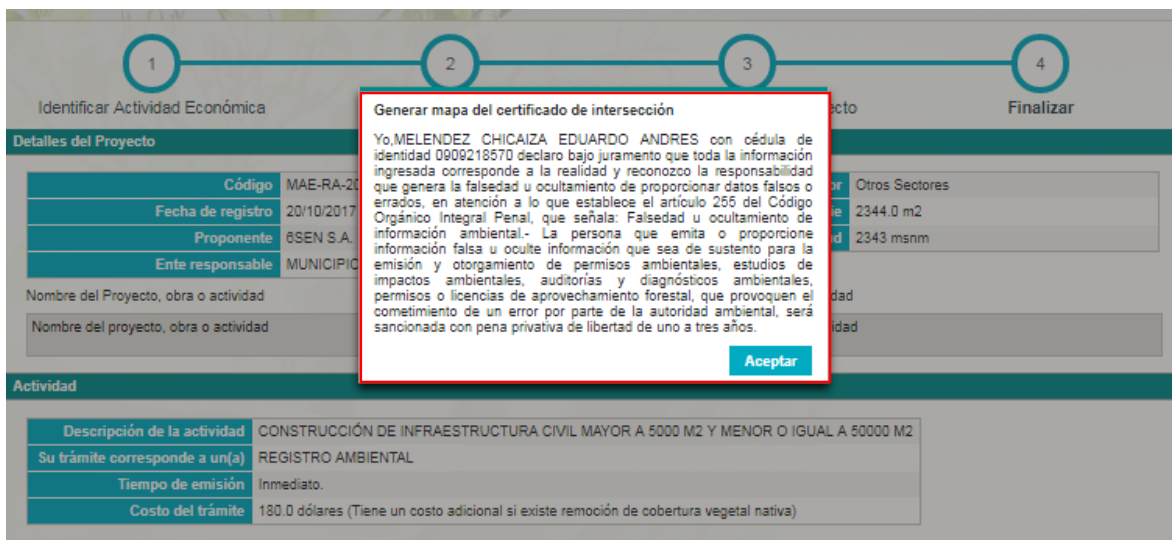 1
2
3
4
Identificar Actividad Económica
ecto
Finalizar
Detalles del Proyecto
Código MAE-RA-20
or Otros Sectores
Fecha de registro 20/10/2017
ie 2344.0 m2
Proponente 6SEN S.A.
ud 2343 msnm
Ente responsable MUNICIPIO
Nombre del Proyecto, obra o actividad
dad
Nombre del proyecto, obra o actividad
idad
Generar mapa del certificado de intersección
Yo,MELENDEZ CHICAIZA EDUARDO ANDRES con cédula de
identidad 0909218570 declaro bajo juramento que toda la información
ingresada corresponde a la realidad y reconozco la responsabilidad
que genera la falsedad u ocultamiento de proporcionar datos falsos o
errados, en atención a lo que establece el artículo 255 del Código
Orgánico Integral Penal, que señala: Falsedad u ocultamiento de
información ambiental.- La persona que emita o proporcione
información falsa u oculte información que sea de sustento para la
emisión y otorgamiento de permisos ambientales, estudios de
impactos ambientales, auditorías y diagnósticos ambientales,
permisos o licencias de aprovechamiento forestal, que provoquen el
cometimiento de un error por parte de la autoridad ambiental, será
sancionada con pena privativa de libertad de uno a tres años.
Aceptar
Actividad
Descripción de la actividad CONSTRUCCIÓN DE INFRAESTRUCTURA CIVIL MAYOR A 5000 M2 Y MENOR O IGUAL A 50000 M2
Su trámite corresponde a un(a) REGISTRO AMBIENTAL
Tiempo de emisión Inmediato.
Costo del trámite 180.0 dólares (Tiene un costo adicional si existe remoción de cobertura vegetal nativa)